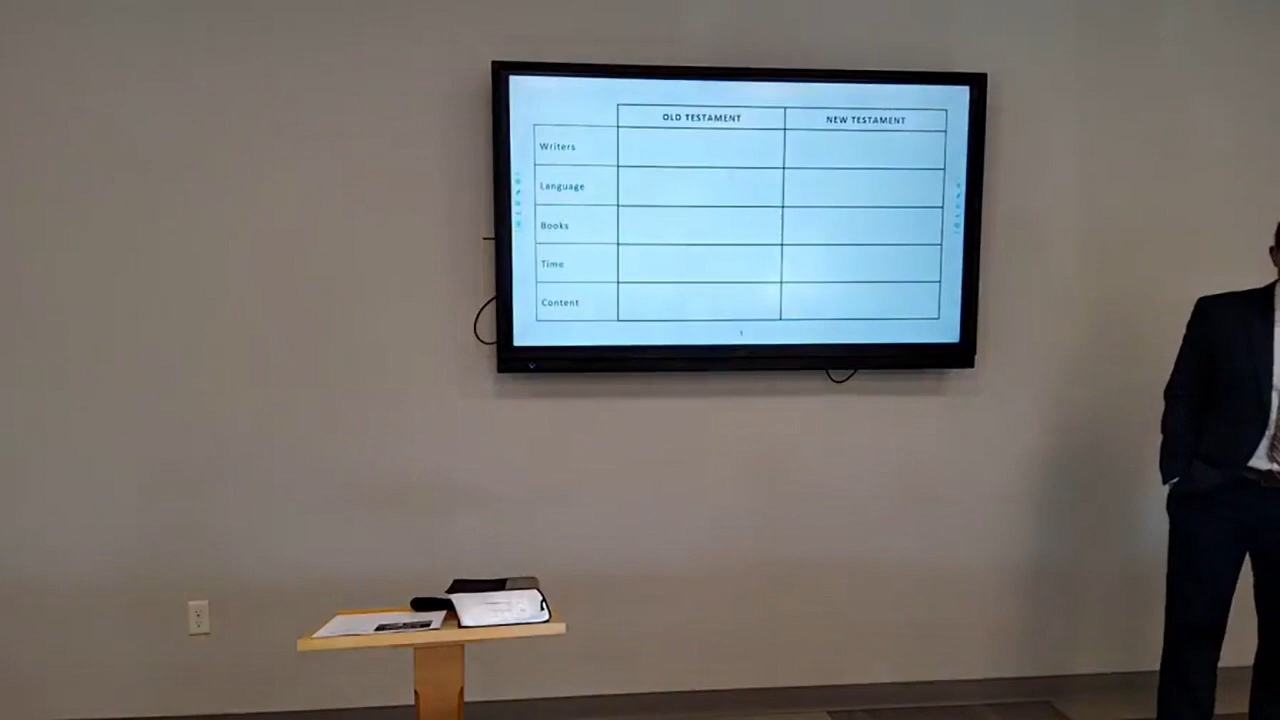 OLD TESTAMENT NEW TESTAMENT
Writers
Language
Books
Time
Content